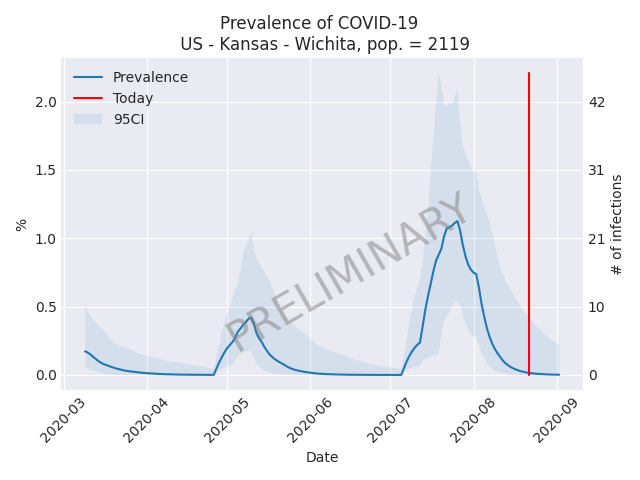 Prevalence of COVID-19
US - Kansas - Wichita, pop. = 2119
Prevalence
Today
95CI
2.0
1.5
1.0
0.5
0.0
%
42
31
21
10
0
# of infections
PRELIMINARY
2020-03
2020-04
2020-05
2020-06
2020-07
2020-08
2020-09
Date